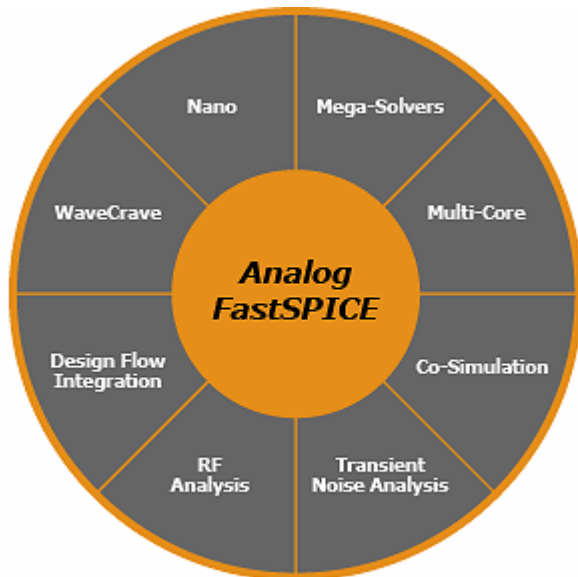 Nano
Mega-Solvers
WaveCrave
Multi-Core
Analog
FastSPICE
Design Flow
Integration
Co-Simulation
RF
Analysis
Transient
Noise Analysis